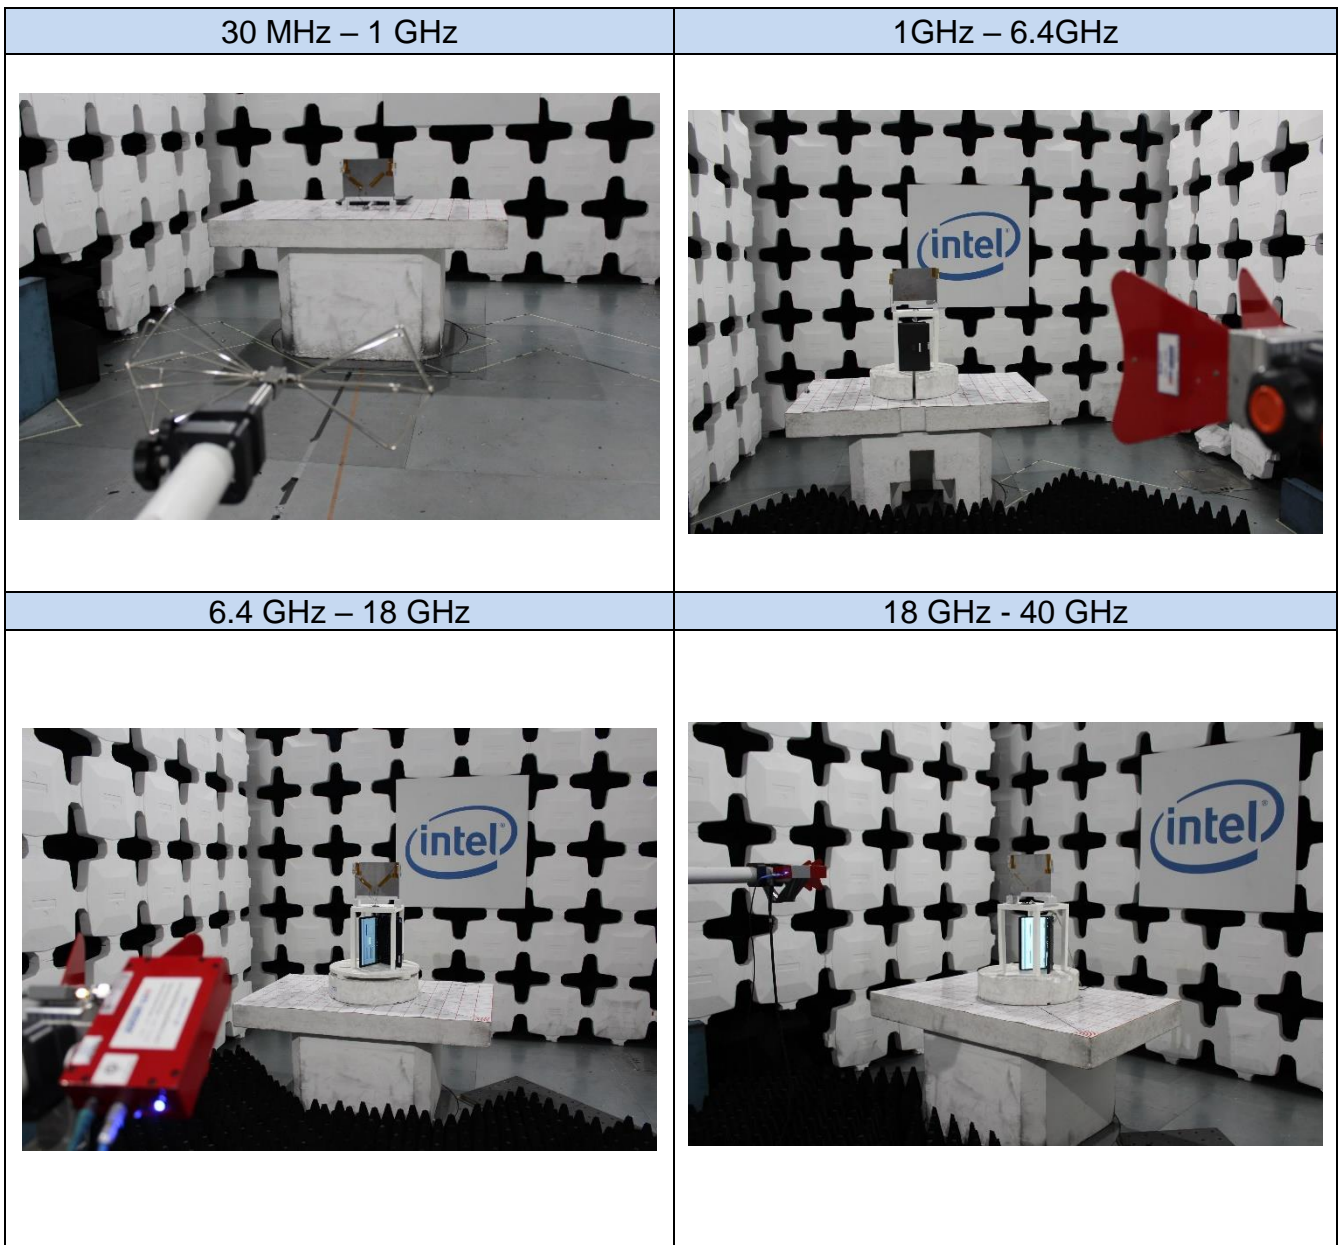 30 MHz – 1 GHz
1GHz – 6.4GHz
intel
6.4 GHz – 18 GHz
18 GHz - 40 GHz
intel
intel